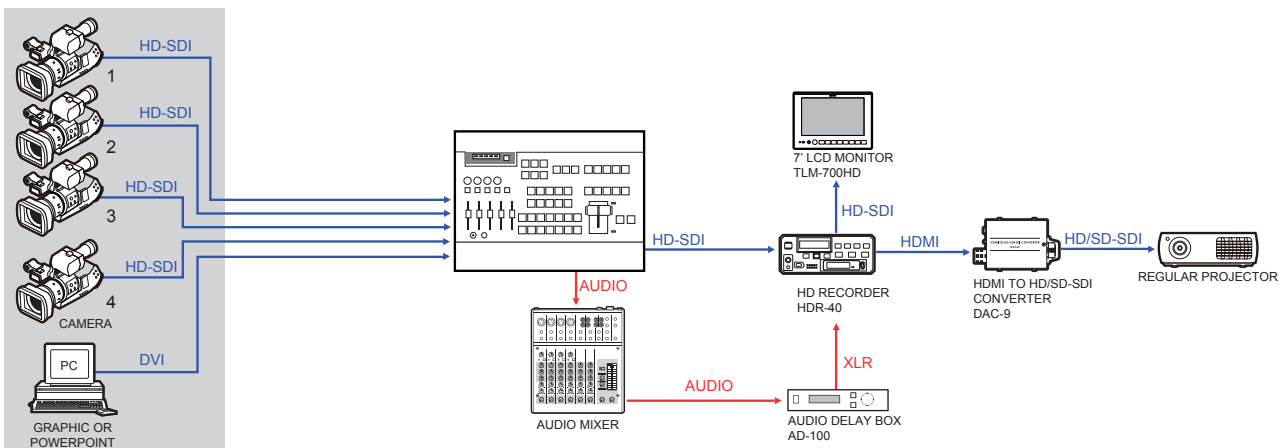 HD-SDI
1
HD-SDI
2
HD-SDI
3
HD-SDI
4
CAMERA
DVI
PC
GRAPHIC OR
POWERPOINT
AUDIO
AUDIO MIXER
AUDIO
HD-SDI
7' LCD MONITOR
TLM-700HD
HD-SDI
HD RECORDER
HDR-40
XLR
AUDIO DELAY BOX
AD-100
HDMI
HDMI TO HD/SD-SDI
CONVERTER
DAC-9
HD/SD-SDI
REGULAR PROJECTOR